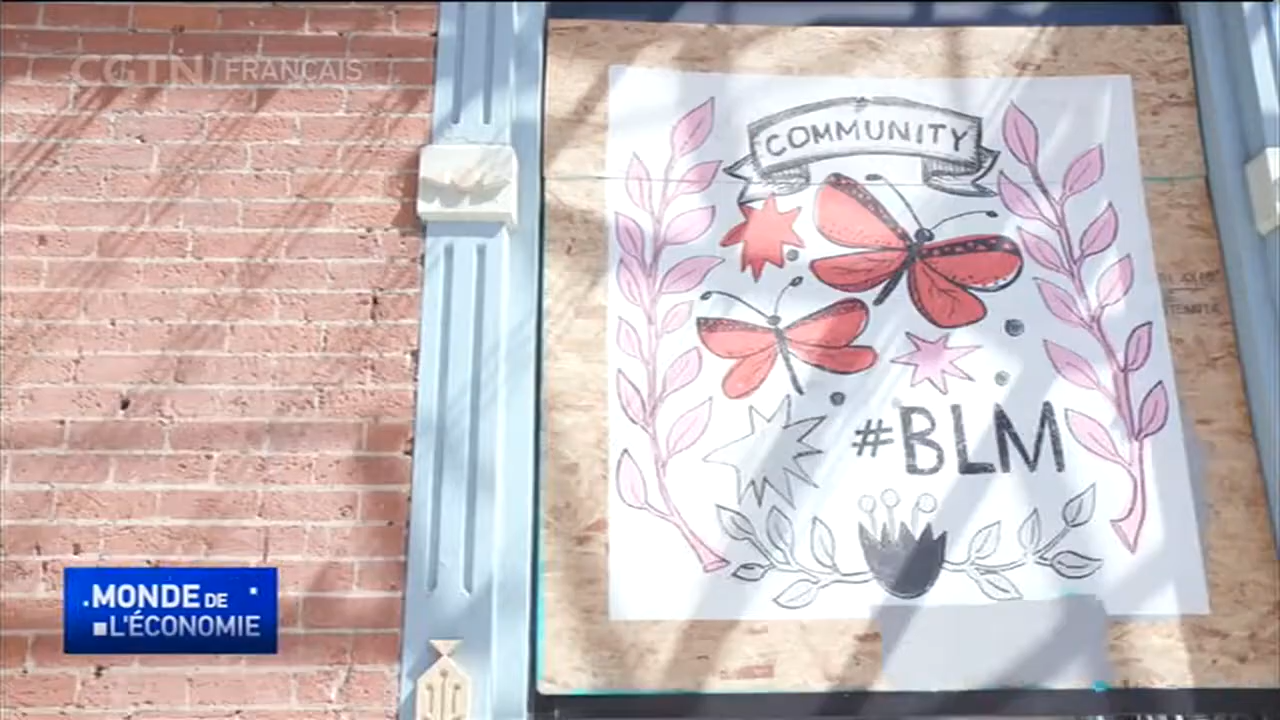 CGTN FRANÇAIS
COMMUNITY
#BLM
MONDE DE
L'ÉCONOMIE